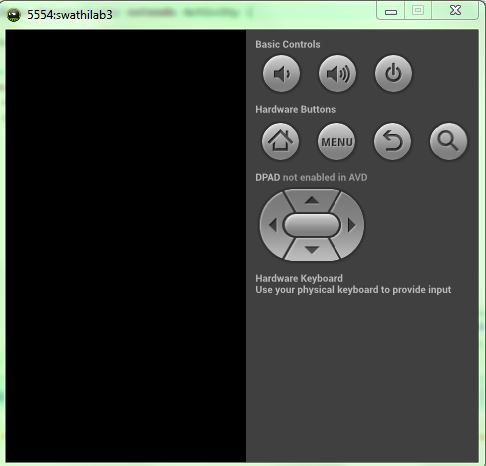 5554:swathilab3
Basic Controls
Hardware Buttons
MENU
DPAD not enabled in AVD
Hardware Keyboard
Use your physical keyboard to provide input